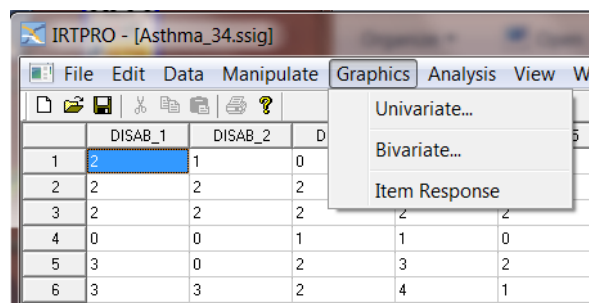 IRTPRO - [Asthma_34.ssig]
File Edit Data Manipulate Graphics Analysis View W
Univariate...
Bivariate...
Item Response
DISAB_1 DISAB_2 D 5
1 2 1 0
2 2 2 2
3 2 2 2 2 2
4 0 0 1 1 0
5 3 0 2 3 2
6 3 3 2 4 1